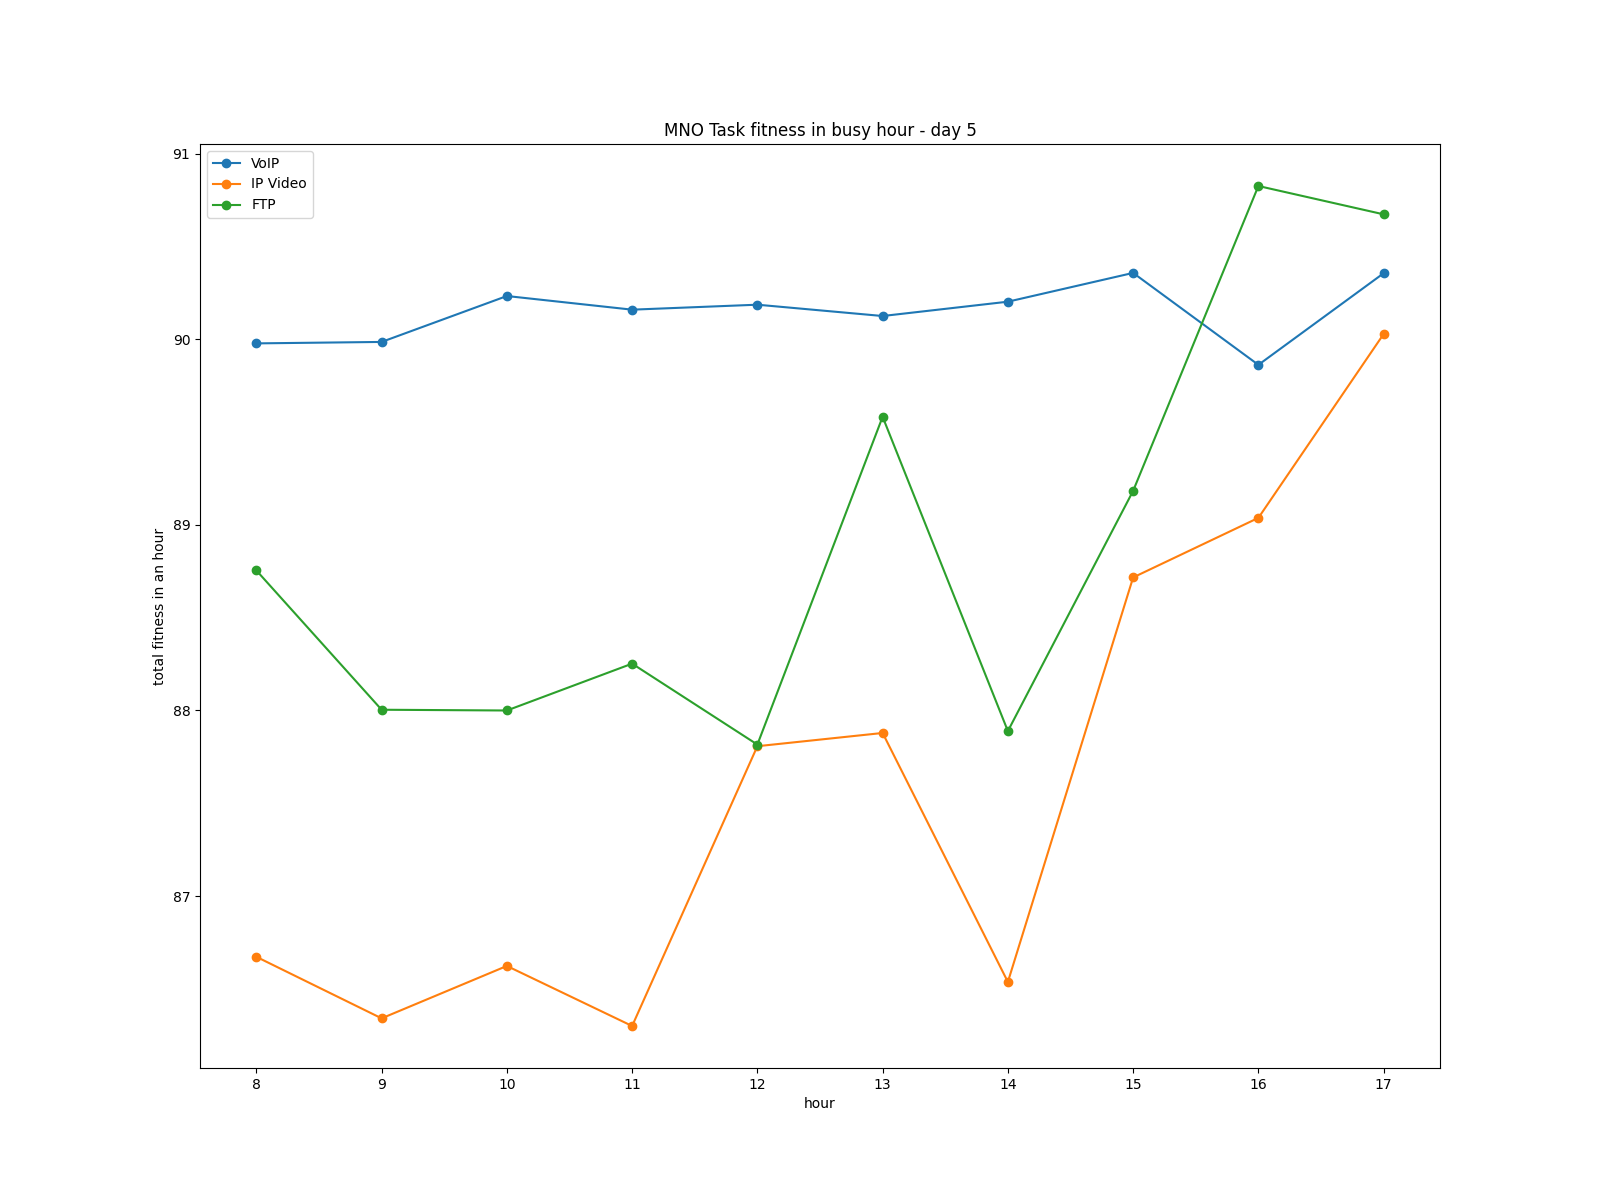 MNO Task fitness in busy hour - day 5
VoIP
IP Video
FTP
91
90
89
88
87
total fitness in an hour
8 9 10 11 12 13 14 15 16 17
hour